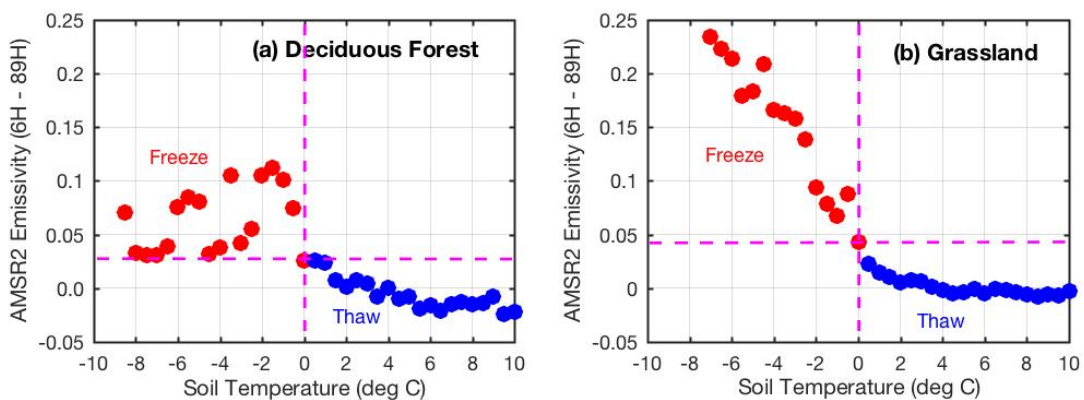 (a) Deciduous Forest
AMSR2 Emissivity (6H - 89H)
0.25
0.2
0.15
0.1
0.05
0.0
-0.05
Freeze
Thaw
-10 -8 -6 -4 -2 0 2 4 6 8 10
Soil Temperature (deg C)
(b) Grassland
AMSR2 Emissivity (6H - 89H)
0.25
0.2
0.15
0.1
0.05
0
-0.05
Freeze
Thaw
-10 -8 -6 -4 -2 0 2 4 6 8 10
Soil Temperature (deg C)